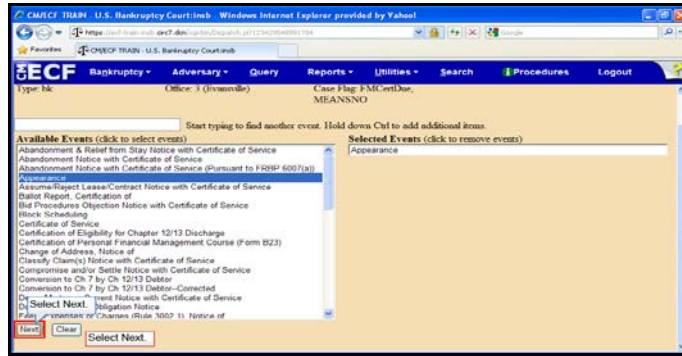 CM/ECF TRAIN - U.S. Bankruptcy Court:insb - Windows Internet Explorer provided by Yahoo!
Google
Favorites CM/ECF TRAIN - U.S. Bankruptcy Court:insb
ECF Bankruptcy Adversary Query Reports Utilities Search Procedures Logout
Type: bk Office: 3 (Evansville) Case Flag: FMCertDue,
MEANSNO
Start typing to find another event. Hold down Ctrl to add additional items.
Available Events (click to select events) Selected Events (click to remove events)
Abandonment & Relief from Stay Notice with Certificate of Service Appearance
Abandonment Notice with Certificate of Service
Abandonment Notice with Certificate of Service (Pursuant to FRBP 6007(a))
Appearance
Assume/Reject Lease/Contract Notice with Certificate of Service
Ballot Report, Certification of
Bid Procedures Objection Notice with Certificate of Service
Block Scheduling
Certificate of Service
Certification of Eligibility for Chapter 12/13 Discharge
Certification of Personal Financial Management Course (Form B23)
Change of Address, Notice of
Classify Claim(s) Notice with Certificate of Service
Compromise and/or Settle Notice with Certificate of Service
Conversion to Ch 7 by Ch 12/13 Debtor
Conversion to Ch 7 by Ch 12/13 Debtor--Corrected
Notice with Certificate of Service
Select Next. Obligation Notice
Fees, Expenses or Charges (Rule 3002.1), Notice of
Next Clear
Select Next.